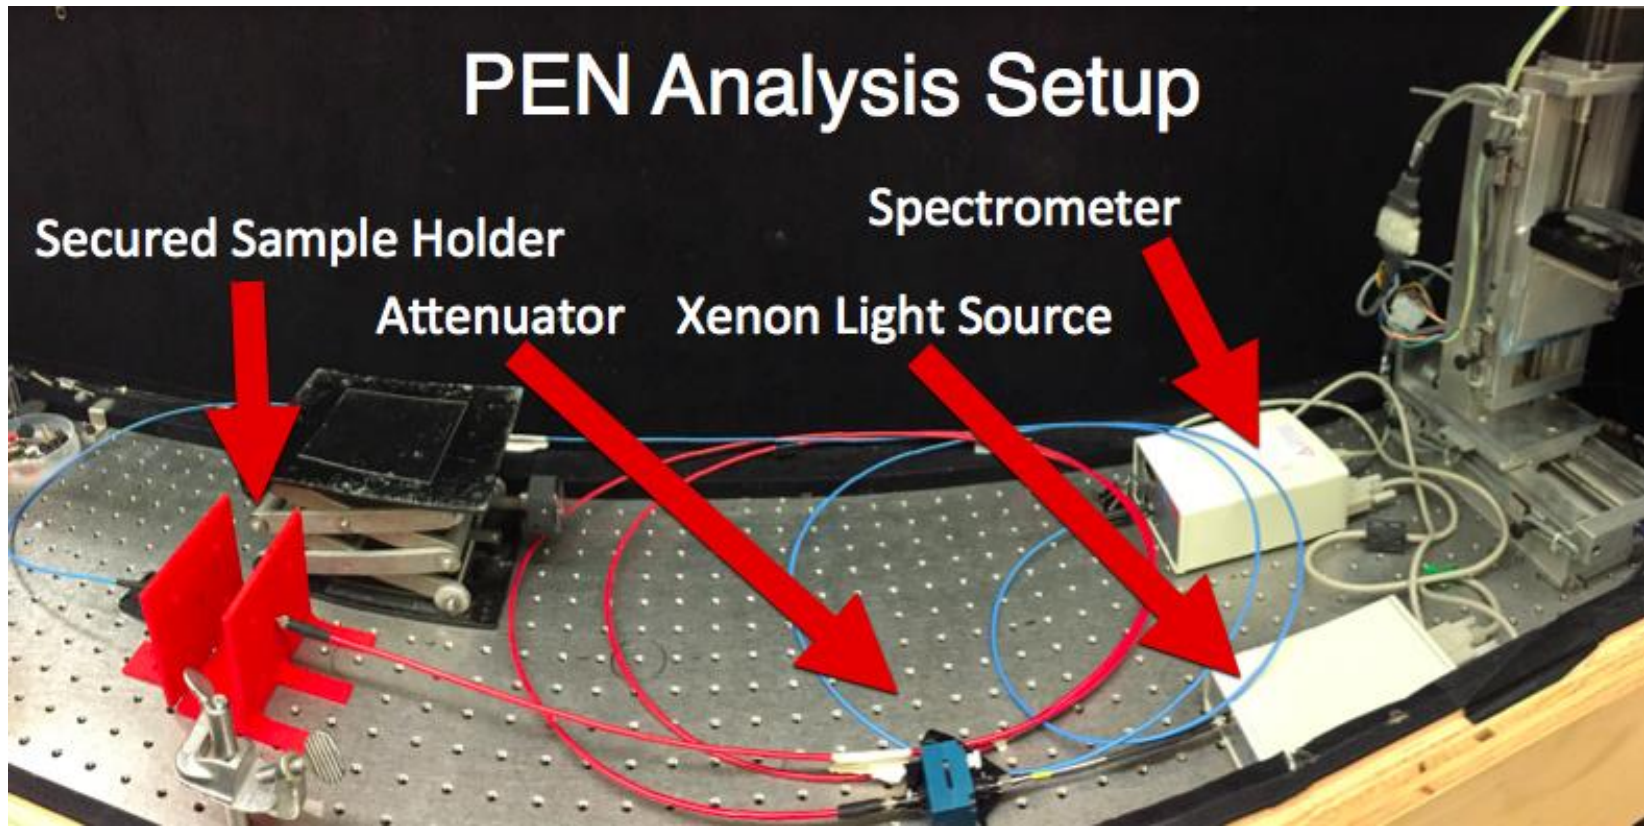 PEN Analysis Setup
Spectrometer
Secured Sample Holder
Attenuator
Xenon Light Source